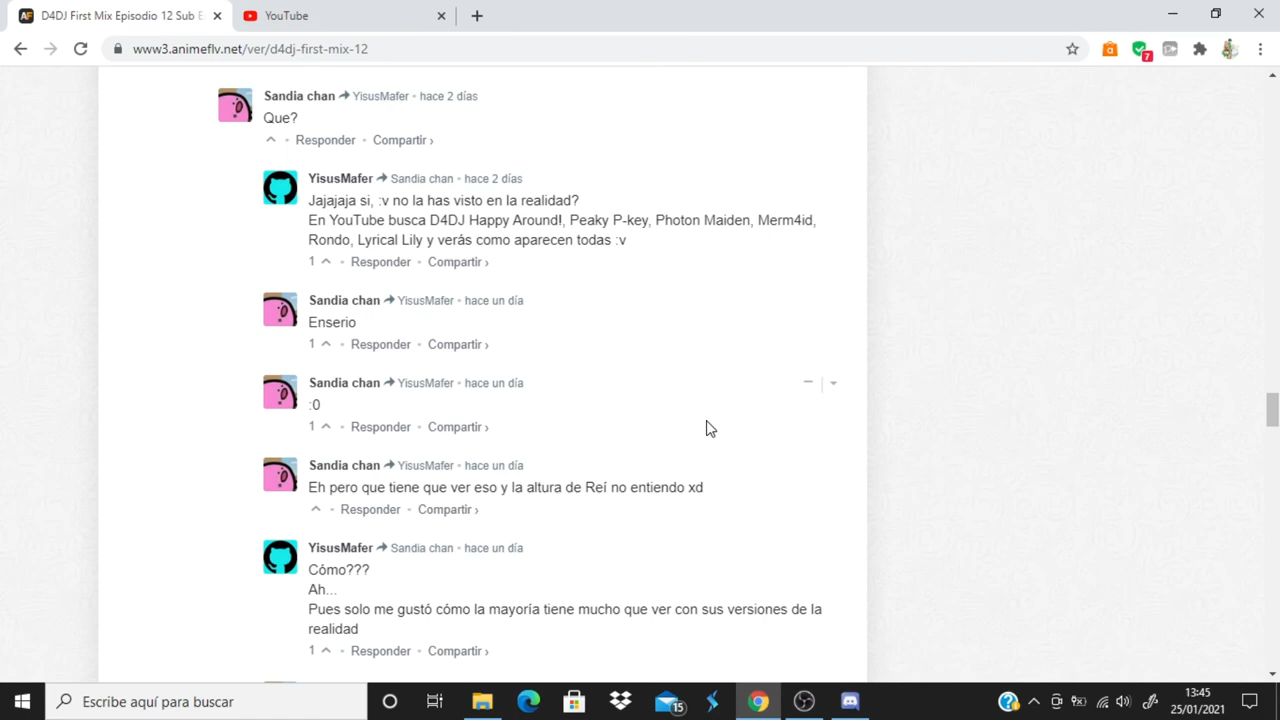 D4DJ First Mix Episodio 12 Sub E
YouTube
www3.animeflv.net/ver/d4dj-first-mix-12
7
Sandia chan YisusMafer • hace 2 días
Que?
• Responder • Compartir ›
YisusMafer Sandia chan • hace 2 días
Jajajaja si, :v no la has visto en la realidad?
En YouTube busca D4DJ Happy Around!, Peaky P-key, Photon Maiden, Merm4id,
Rondo, Lyrical Lily y verás como aparecen todas :v
1 • Responder • Compartir ›
Sandia chan YisusMafer • hace un día
Enserio
1 • Responder • Compartir ›
Sandia chan YisusMafer • hace un día
:0
1 • Responder • Compartir ›
Sandia chan YisusMafer • hace un día
Eh pero que tiene que ver eso y la altura de Reí no entiendo xd
• Responder • Compartir ›
YisusMafer Sandia chan • hace un día
Cómo???
Ah...
Pues solo me gustó cómo la mayoría tiene mucho que ver con sus versiones de la
realidad
1 • Responder • Compartir ›
Escribe aquí para buscar
15
13:45
25/01/2021